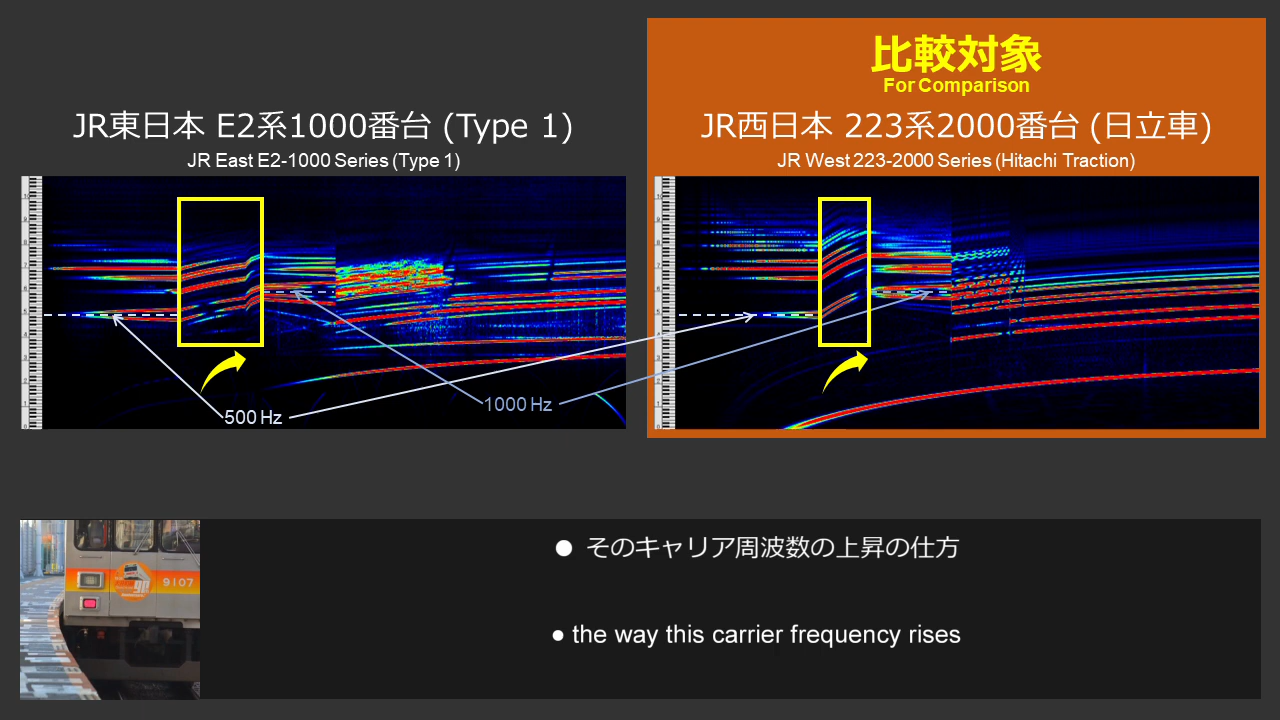 比較対象
For Comparison
JR東日本 E2系1000番台 (Type 1)
JR East E2-1000 Series (Type 1)
JR西日本 223系2000番台 (日立車)
JR West 223-2000 Series (Hitachi Traction)
500 Hz
1000 Hz
9107
● そのキャリア周波数の上昇の仕方
● the way this carrier frequency rises